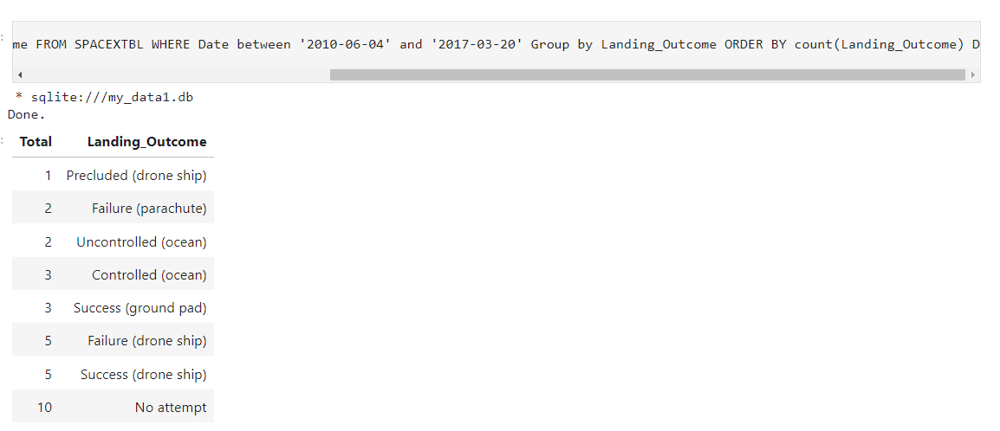 me FROM SPACEXTBL WHERE Date between '2010-06-04' and '2017-03-20' Group by Landing_Outcome ORDER BY count(Landing_Outcome) D
* sqlite:///my_data1.db
Done.
Total Landing_Outcome
1 Precluded (drone ship)
2 Failure (parachute)
2 Uncontrolled (ocean)
3 Controlled (ocean)
3 Success (ground pad)
5 Failure (drone ship)
5 Success (drone ship)
10 No attempt